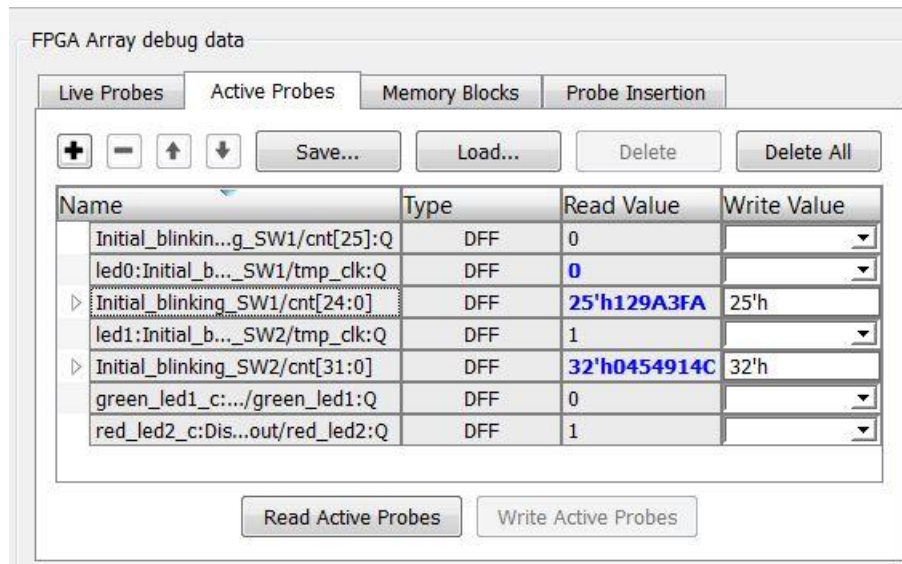 FPGA Array debug data
Live Probes Active Probes Memory Blocks Probe Insertion
Save... Load... Delete Delete All
Name Type Read Value Write Value
Initial_blinkin...g_SW1/cnt[25]:Q DFF 0
led0:Initial_b..._SW1/tmp_clk:Q DFF 0
Initial_blinking_SW1/cnt[24:0] DFF 25'h129A3FA 25'h
led1:Initial_b..._SW2/tmp_clk:Q DFF 1
Initial_blinking_SW2/cnt[31:0] DFF 32'h0454914C 32'h
green_led1_c:.../green_led1:Q DFF 0
red_led2_c:Dis...out/red_led2:Q DFF 1
Read Active Probes Write Active Probes